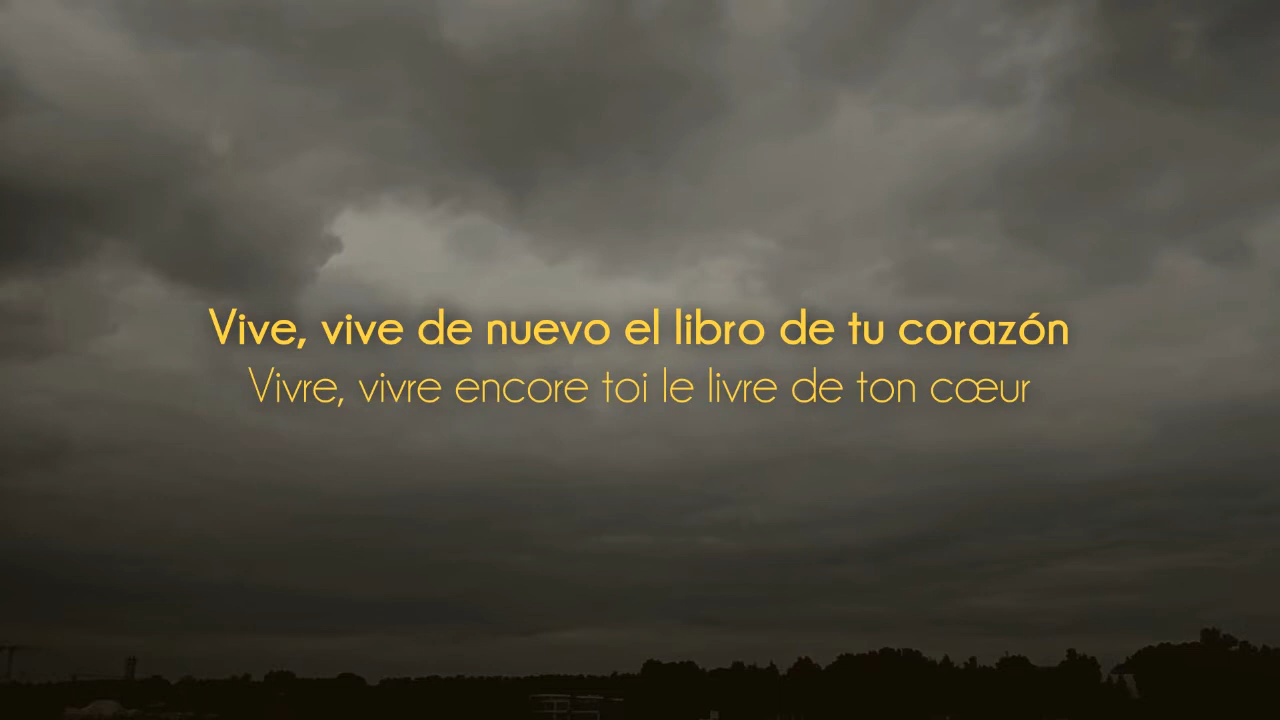 Vive, vive de nuevo el libro de tu corazón
Vivre, vivre encore toi le livre de ton cœur